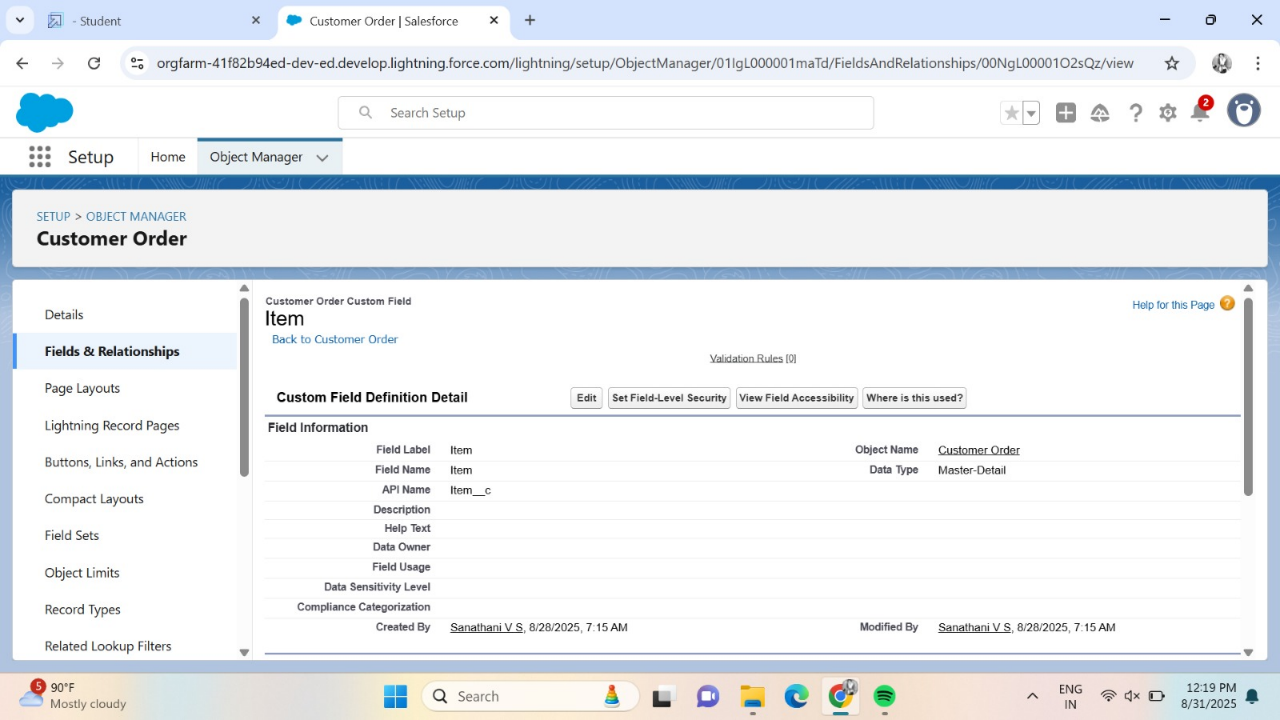 - Student
Customer Order | Salesforce
orgfarm-41f82b94ed-dev-ed.develop.lightning.force.com/lightning/setup/ObjectManager/01IgL000001maTd/FieldsAndRelationships/00NgL00001O2sQz/view
Search Setup
2
Setup
Home
Object Manager
SETUP > OBJECT MANAGER
Customer Order
Details
Fields & Relationships
Page Layouts
Lightning Record Pages
Buttons, Links, and Actions
Compact Layouts
Field Sets
Object Limits
Record Types
Related Lookup Filters
Customer Order Custom Field
Item
Back to Customer Order
Help for this Page ?
Validation Rules [0]
Custom Field Definition Detail Edit Set Field-Level Security View Field Accessibility Where is this used?
Field Information
Field Label Item Object Name Customer Order
Field Name Item Data Type Master-Detail
API Name Item__c
Description
Help Text
Data Owner
Field Usage
Data Sensitivity Level
Compliance Categorization
Created By Sanathani V S, 8/28/2025, 7:15 AM Modified By Sanathani V S, 8/28/2025, 7:15 AM
5
90°F
Mostly cloudy
Search
ENG
IN
12:19 PM
8/31/2025